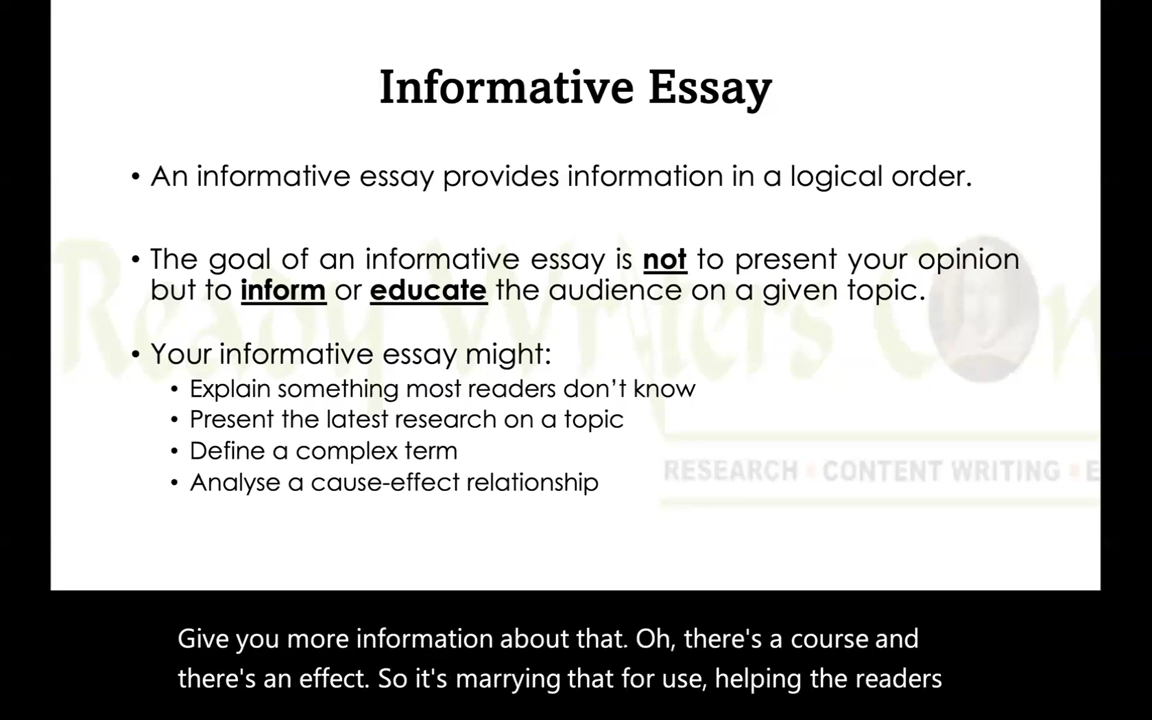 Informative Essay
• An informative essay provides information in a logical order.
• The goal of an informative essay is not to present your opinion
but to inform or educate the audience on a given topic.
• Your informative essay might:
• Explain something most readers don’t know
• Present the latest research on a topic
• Define a complex term
• Analyse a cause-effect relationship
Ready Writers Con
RESEARCH • CONTENT WRITING • E
Give you more information about that. Oh, there's a course and
there's an effect. So it's marrying that for use, helping the readers